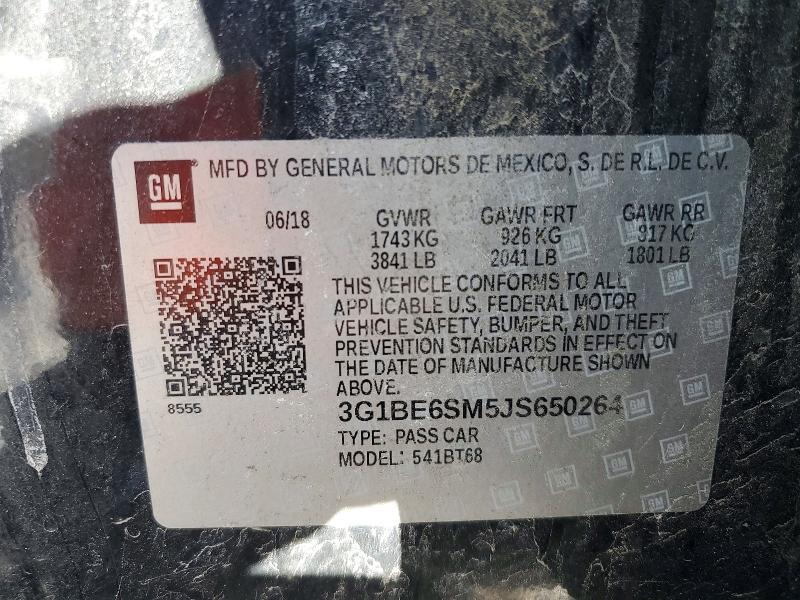 GM MFD BY GENERAL MOTORS DE MEXICO, S. DE R.L. DE C.V.
06/18 GVWR GAWR FRT GAWR RR
1743 KG 926 KG 817 KG
3841 LB 2041 LB 1801 LB
THIS VEHICLE CONFORMS TO ALL
APPLICABLE U.S. FEDERAL MOTOR
VEHICLE SAFETY, BUMPER, AND THEFT
PREVENTION STANDARDS IN EFFECT ON
THE DATE OF MANUFACTURE SHOWN
ABOVE.
8555
3G1BE6SM5JS650264
TYPE: PASS CAR
MODEL: 541BT68